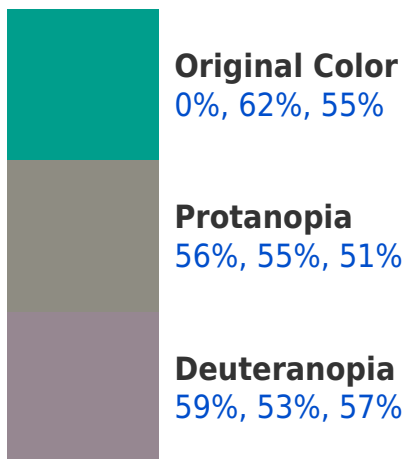 Original Color
0%, 62%, 55%
Protanopia
56%, 55%, 51%
Deuteranopia
59%, 53%, 57%